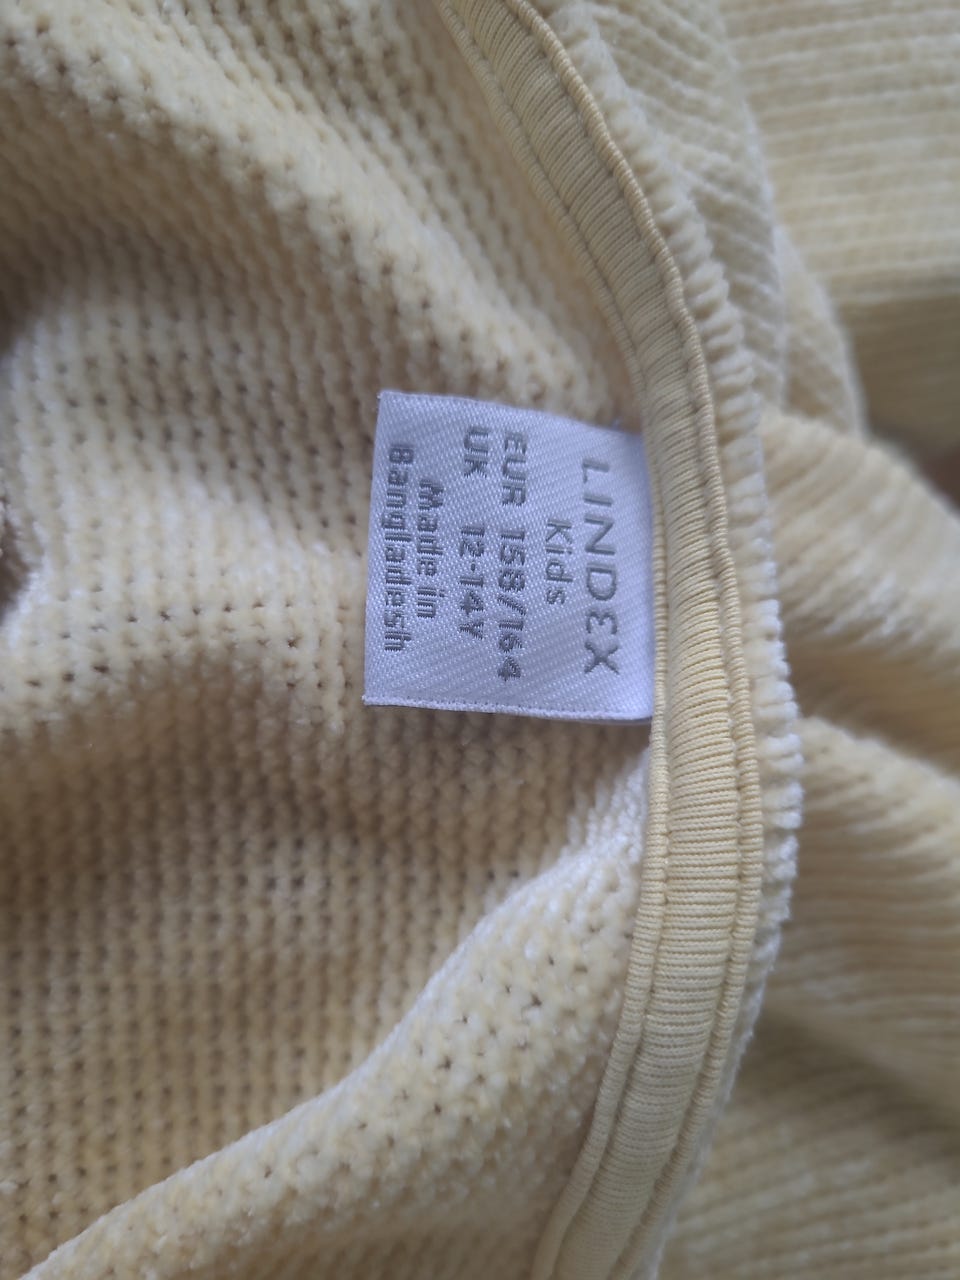 LINDEX
Kids
EUR 158/164
UK 12-14Y
Made in
Bangladesh